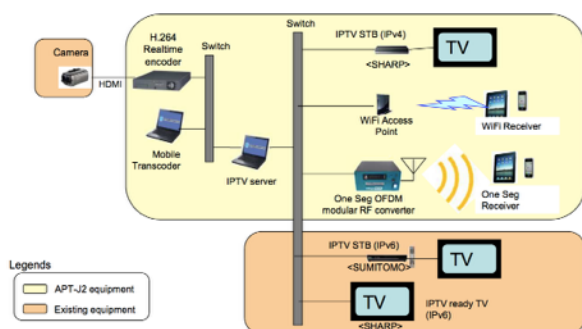 Camera
HDMI
H.264
Realtime
encoder
Switch
Mobile
Transcoder
IPTV server
Switch
IPTV STB (IPv4)
<SHARP>
TV
WiFi Access
Point
WiFi Receiver
One Seg OFDM
modular RF converter
One Seg
Receiver
IPTV STB (IPv6)
<SUMITOMO>
TV
TV
<SHARP>
IPTV ready TV
(IPv6)
Legends
APT-J2 equipment
Existing equipment